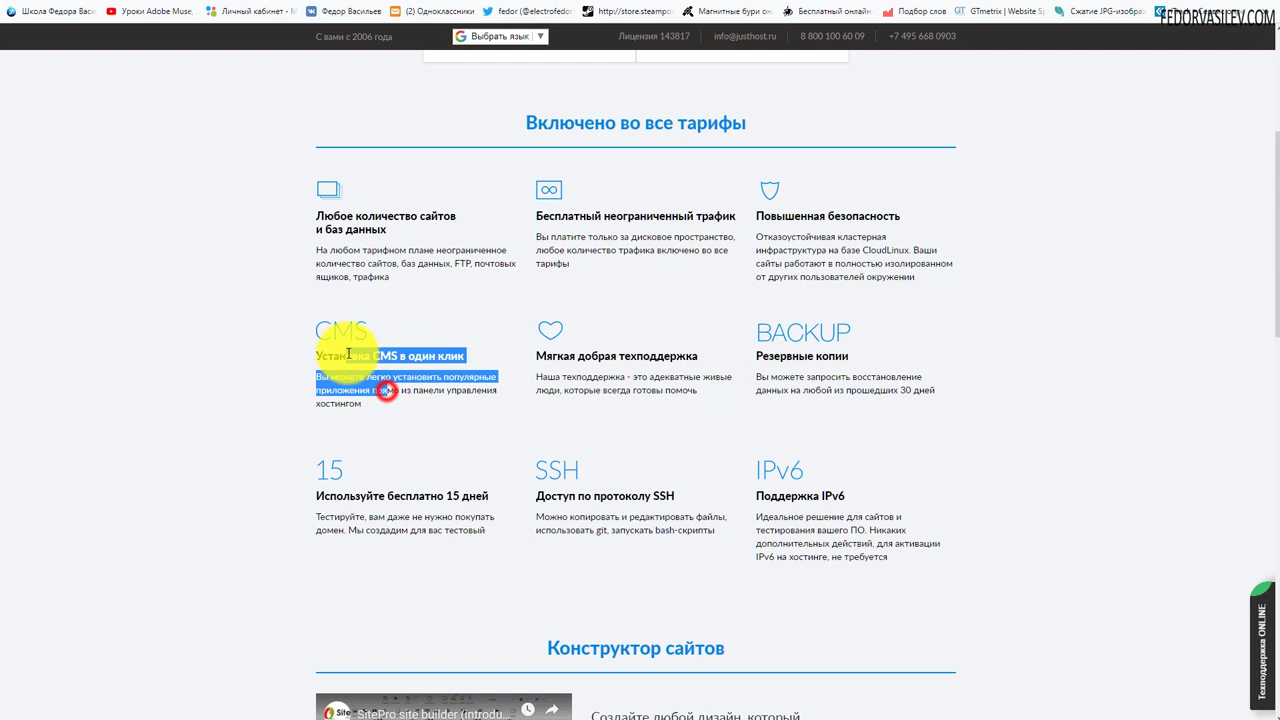 Школа Федора Васи
Уроки Adobe Muse,
Личный кабинет - М
Федор Васильев
(2) Одноклассники
fedor (@electrofedor
http://store.steampo
Магнитные бури он
Бесплатный онлайн
Подбор слов
GTmetrix | Website Sp
Сжатие JPG-изобра
FEDORVASILEV.COM
С вами с 2006 года
Выбрать язык
Лицензия 143817
info@justhost.ru
8 800 100 60 09
+7 495 668 0903
Включено во все тарифы
Любое количество сайтов
и баз данных
На любом тарифном плане неограниченное
количество сайтов, баз данных, FTP, почтовых
ящиков, трафика
Бесплатный неограниченный трафик
Вы платите только за дисковое пространство,
любое количество трафика включено во все
тарифы
Повышенная безопасность
Отказоустойчивая кластерная
инфраструктура на базе CloudLinux. Ваши
сайты работают в полностью изолированном
от других пользователей окружении
CMS
Установка CMS в один клик
Вы можете легко установить популярные
приложения прямо из панели управления
хостингом
Мягкая добрая техподдержка
Наша техподдержка - это адекватные живые
люди, которые всегда готовы помочь
BACKUP
Резервные копии
Вы можете запросить восстановление
данных на любой из прошедших 30 дней
15
Используйте бесплатно 15 дней
Тестируйте, вам даже не нужно покупать
домен. Мы создадим для вас тестовый
SSH
Доступ по протоколу SSH
Можно копировать и редактировать файлы,
использовать git, запускать bash-скрипты
IPv6
Поддержка IPv6
Идеальное решение для сайтов и
тестирования вашего ПО. Никаких
дополнительных действий, для активации
IPv6 на хостинге, не требуется
Техподдержка ONLINE
Конструктор сайтов
Site
SitePro site builder (introdu...
Создайте любой дизайн, который